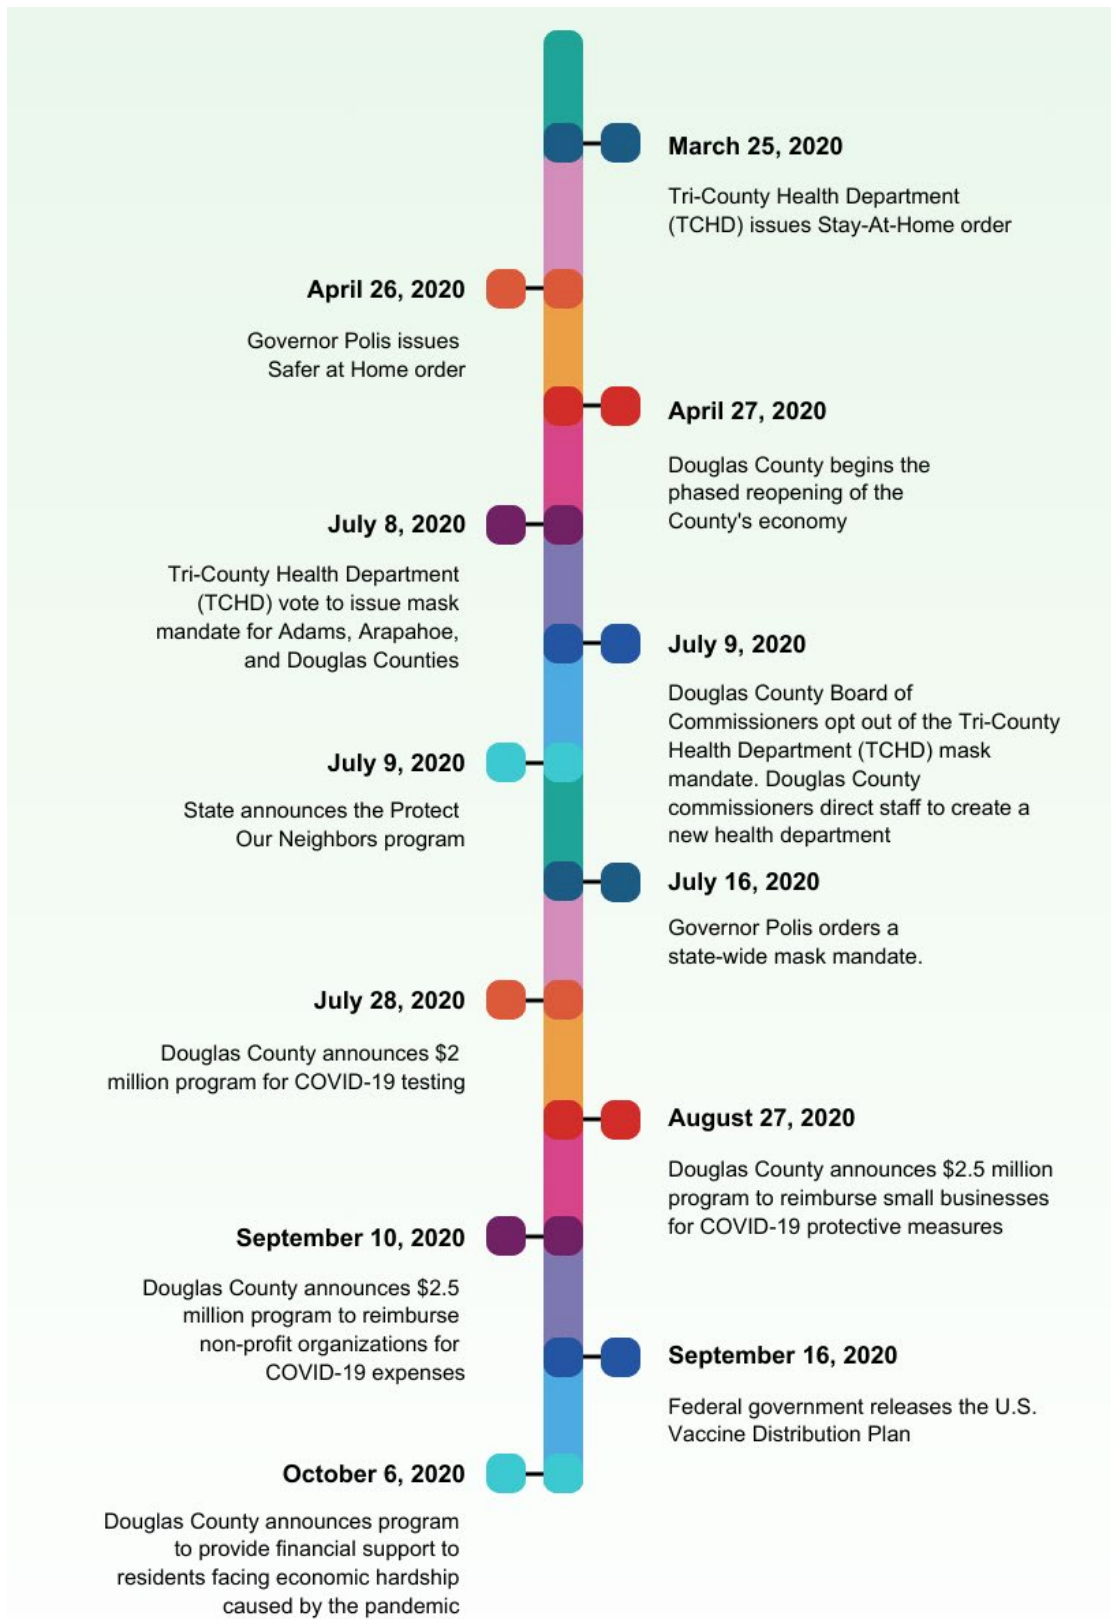 March 25, 2020
Tri-County Health Department
(TCHD) issues Stay-At-Home order
April 26, 2020
Governor Polis issues
Safer at Home order
April 27, 2020
Douglas County begins the
phased reopening of the
County's economy
July 8, 2020
Tri-County Health Department
(TCHD) vote to issue mask
mandate for Adams, Arapahoe,
and Douglas Counties
July 9, 2020
Douglas County Board of
Commissioners opt out of the Tri-County
Health Department (TCHD) mask
mandate. Douglas County
commissioners direct staff to create a
new health department
July 9, 2020
State announces the Protect
Our Neighbors program
July 16, 2020
Governor Polis orders a
state-wide mask mandate.
July 28, 2020
Douglas County announces $2
million program for COVID-19 testing
August 27, 2020
Douglas County announces $2.5 million
program to reimburse small businesses
for COVID-19 protective measures
September 10, 2020
Douglas County announces $2.5
million program to reimburse
non-profit organizations for
COVID-19 expenses
September 16, 2020
Federal government releases the U.S.
Vaccine Distribution Plan
October 6, 2020
Douglas County announces program
to provide financial support to
residents facing economic hardship
caused by the pandemic